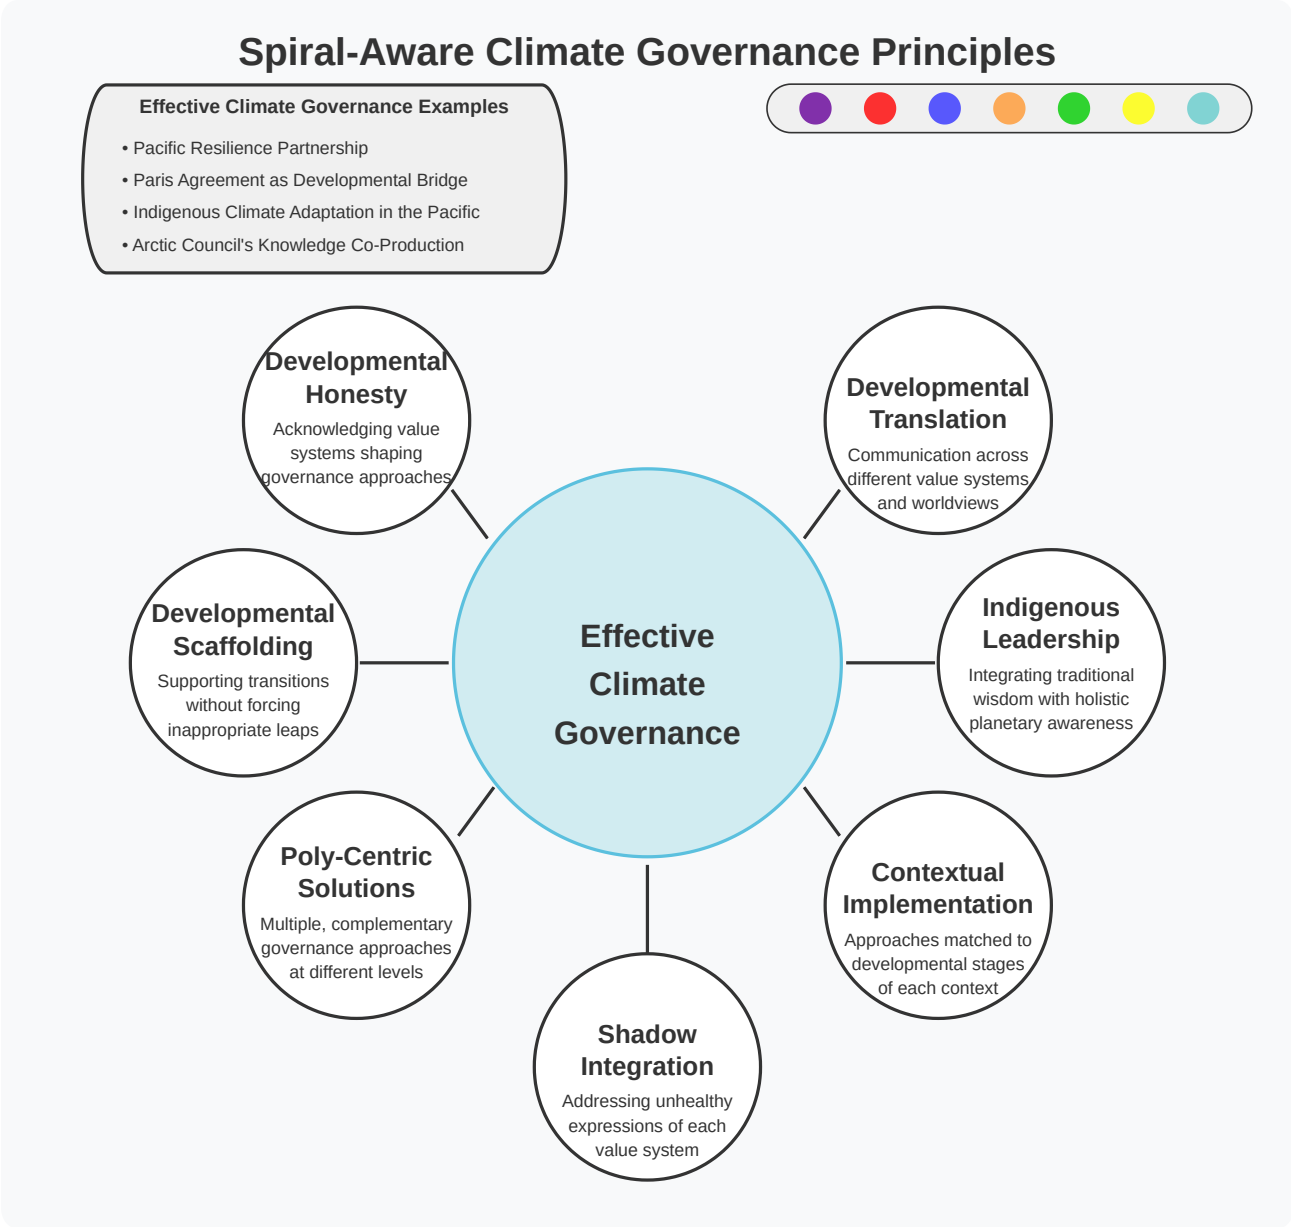 Spiral-Aware Climate Governance Principles
Effective Climate Governance Examples
• Pacific Resilience Partnership
• Paris Agreement as Developmental Bridge
• Indigenous Climate Adaptation in the Pacific
• Arctic Council's Knowledge Co-Production
Developmental
Honesty
Acknowledging value
systems shaping
governance approaches
Developmental
Translation
Communication across
different value systems
and worldviews
Developmental
Scaffolding
Supporting transitions
without forcing
inappropriate leaps
Effective
Climate
Governance
Indigenous
Leadership
Integrating traditional
wisdom with holistic
planetary awareness
Poly-Centric
Solutions
Multiple, complementary
governance approaches
at different levels
Contextual
Implementation
Approaches matched to
developmental stages
of each context
Shadow
Integration
Addressing unhealthy
expressions of each
value system